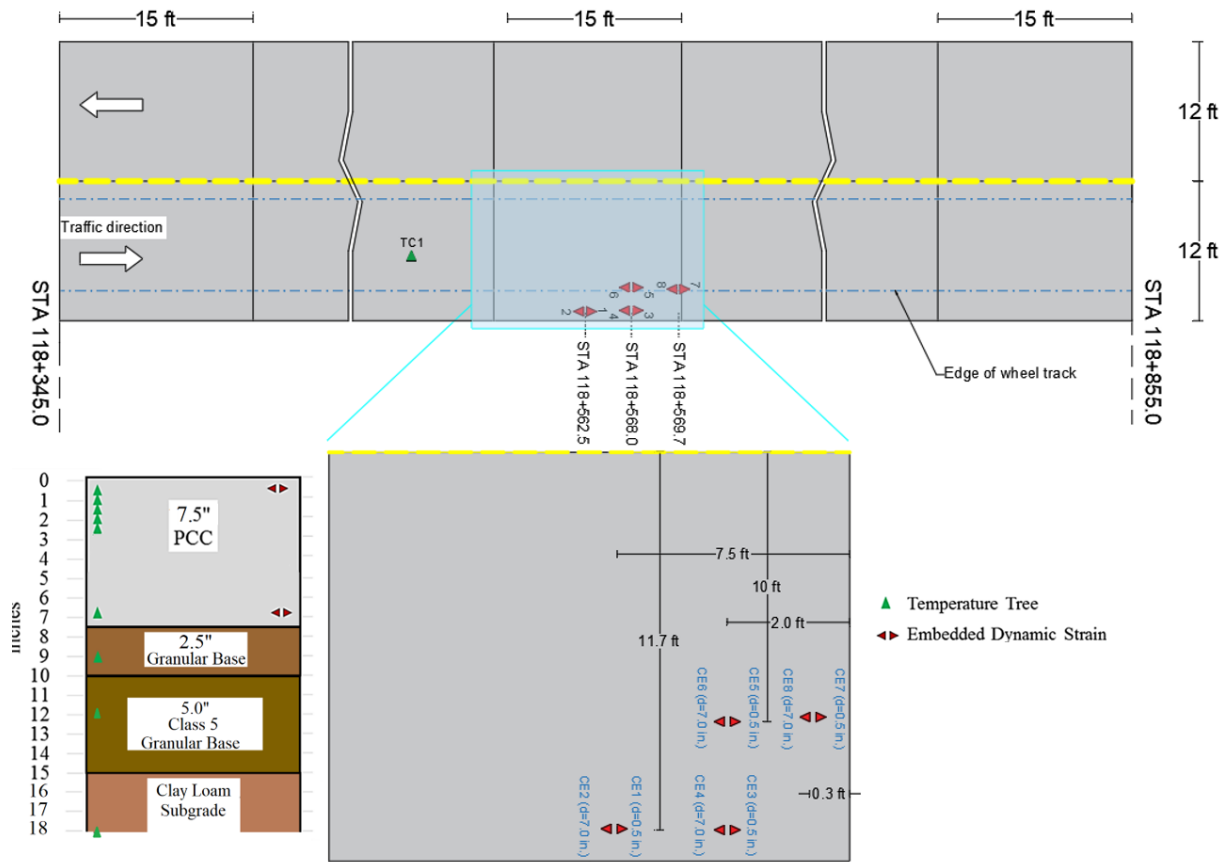 15 ft
15 ft
15 ft
12 ft
12 ft
Traffic direction
TC1
2
1
6
5
4
3
8
7
STA 118+345.0
STA 118+562.5
STA 118+568.0
STA 118+569.7
STA 118+855.0
Edge of wheel track
0
1
2
3
4
5
6
7
8
9
10
11
12
13
14
15
16
17
18
7.5"
PCC
2.5"
Granular Base
5.0"
Class 5
Granular Base
Clay Loam
Subgrade
7.5 ft
10 ft
2.0 ft
11.7 ft
0.3 ft
CE6 (d=7.0 in.)
CE5 (d=0.5 in.)
CE8 (d=7.0 in.)
CE7 (d=0.5 in.)
CE2 (d=7.0 in.)
CE1 (d=0.5 in.)
CE4 (d=7.0 in.)
CE3 (d=0.5 in.)
Temperature Tree
Embedded Dynamic Strain